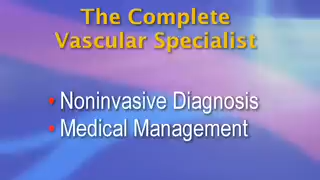 The Complete
Vascular Specialist
• Noninvasive Diagnosis
• Medical Management